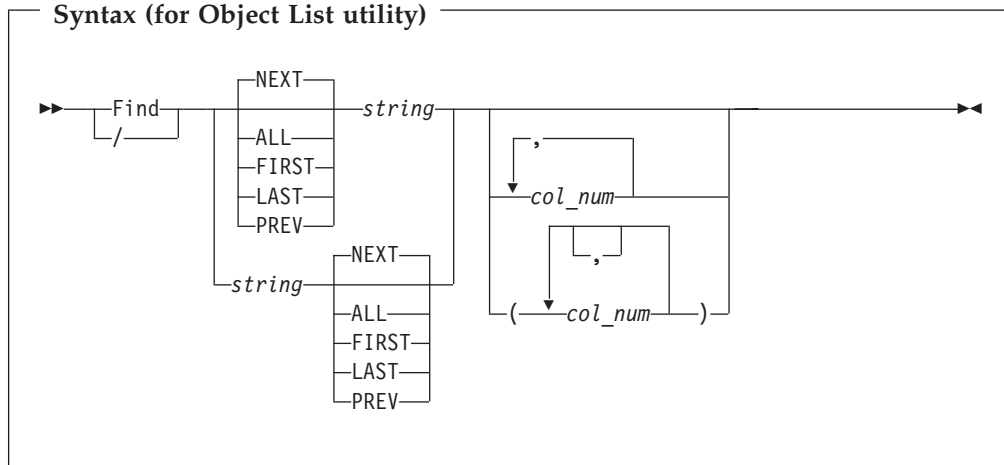 Syntax (for Object List utility)
NEXT
Find string
/ ALL ,
FIRST
LAST col_num
PREV
NEXT ,
string
ALL ( col_num )
FIRST
LAST
PREV